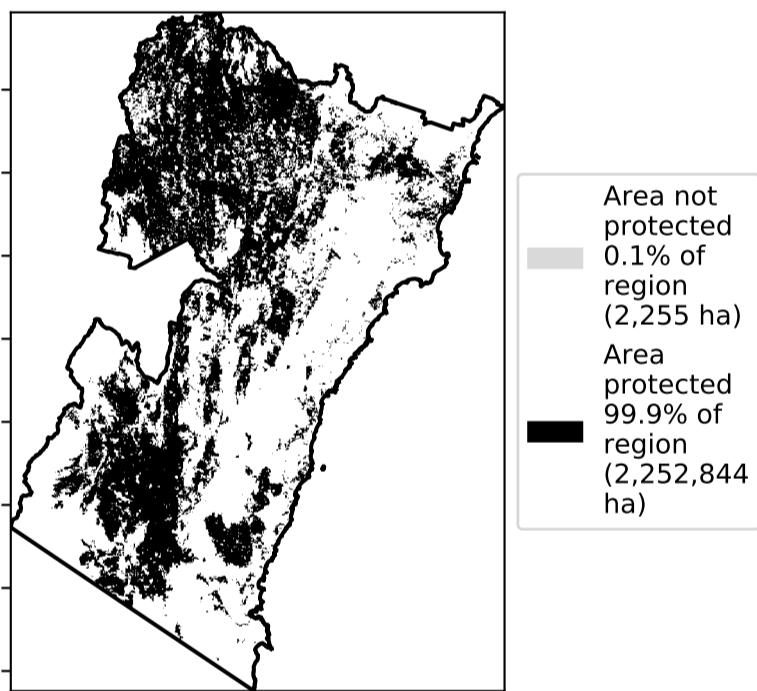 Area not
protected
0.1% of
region
(2,255 ha)
Area
protected
99.9% of
region
(2,252,844
ha)